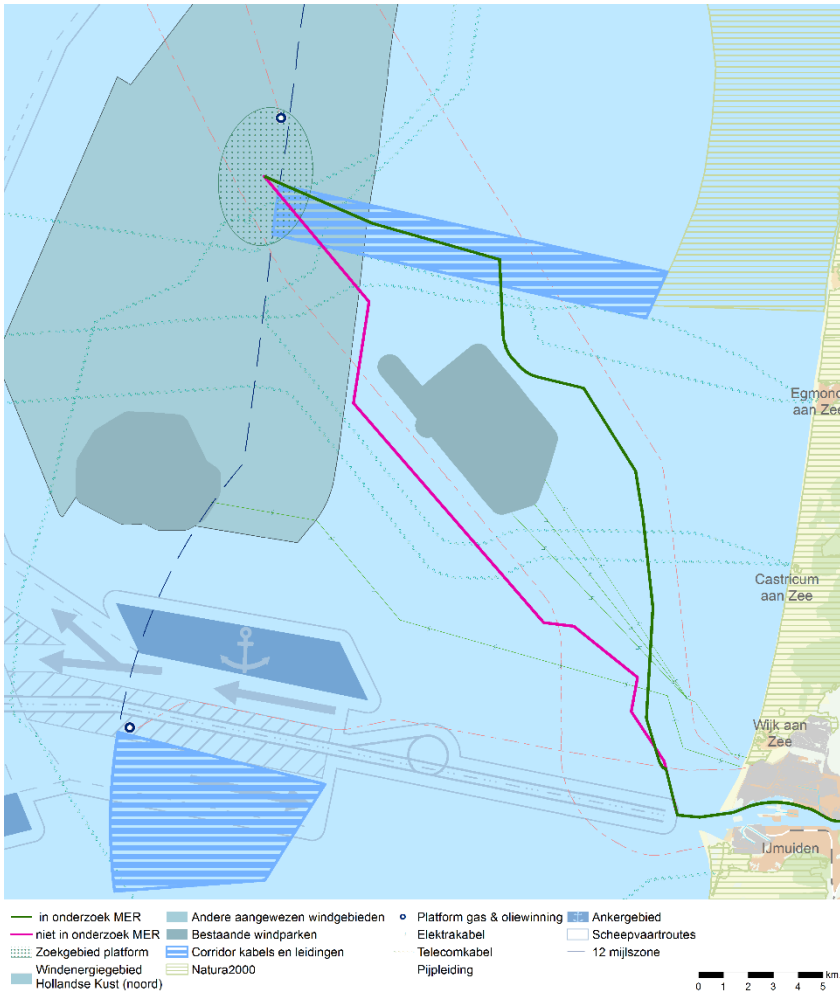 Egmond
aan Zee
Castricum
aan Zee
Wijk aan
Zee
IJmuiden
in onderzoek MER
niet in onderzoek MER
Zoekgebied platform
Windenergiegebied
Hollandse Kust (noord)
Andere aangewezen windgebieden
Bestaande windparken
Corridor kabels en leidingen
Natura2000
Platform gas & oliewinning
Elektrakabel
Telecomkabel
Pijpleiding
Ankergebied
Scheepvaartroutes
12 mijlszone
km
0 1 2 3 4 5